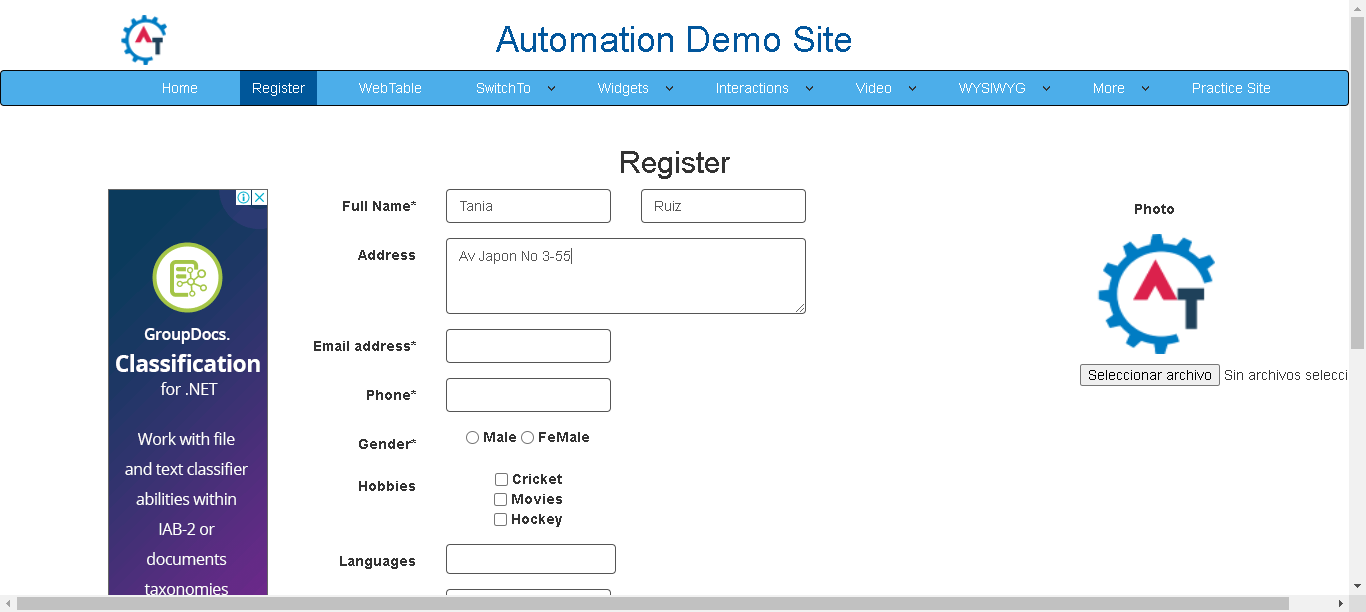 Automation Demo Site
Home Register WebTable SwitchTo Widgets Interactions Video WYSIWYG More Practice Site
Register
GroupDocs.
Classification
for .NET
Work with file
and text classifier
abilities within
IAB-2 or
documents
taxonomies
Full Name* Tania Ruiz
Address Av Japon No 3-55
Email address*
Phone*
Gender* Male FeMale
Hobbies Cricket
Movies
Hockey
Languages
Photo
AT
Seleccionar archivo Sin archivos selecci